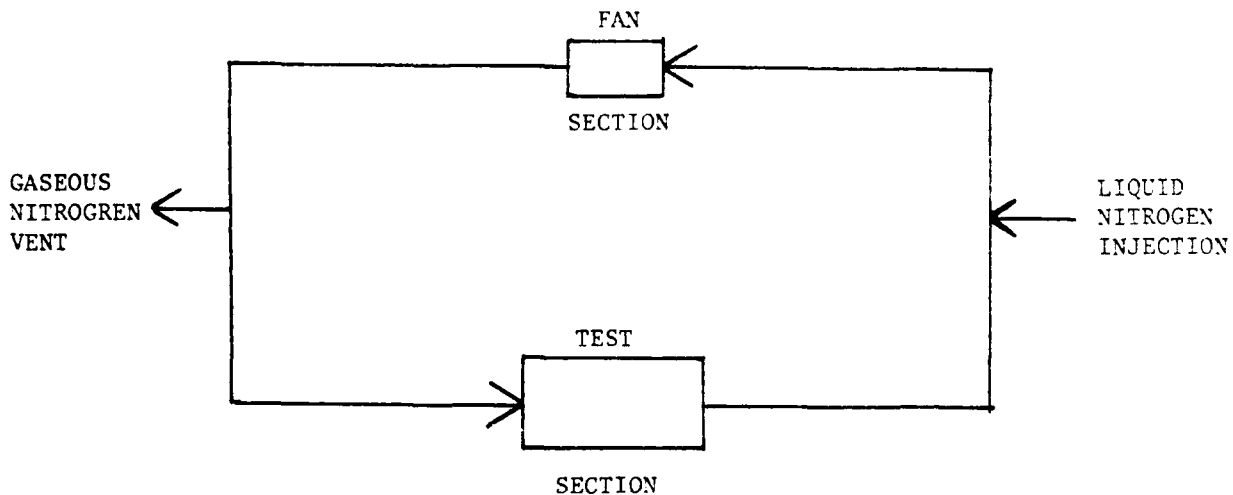 FAN
SECTION
GASEOUS
NITROGREN
VENT
LIQUID
NITROGEN
INJECTION
TEST
SECTION